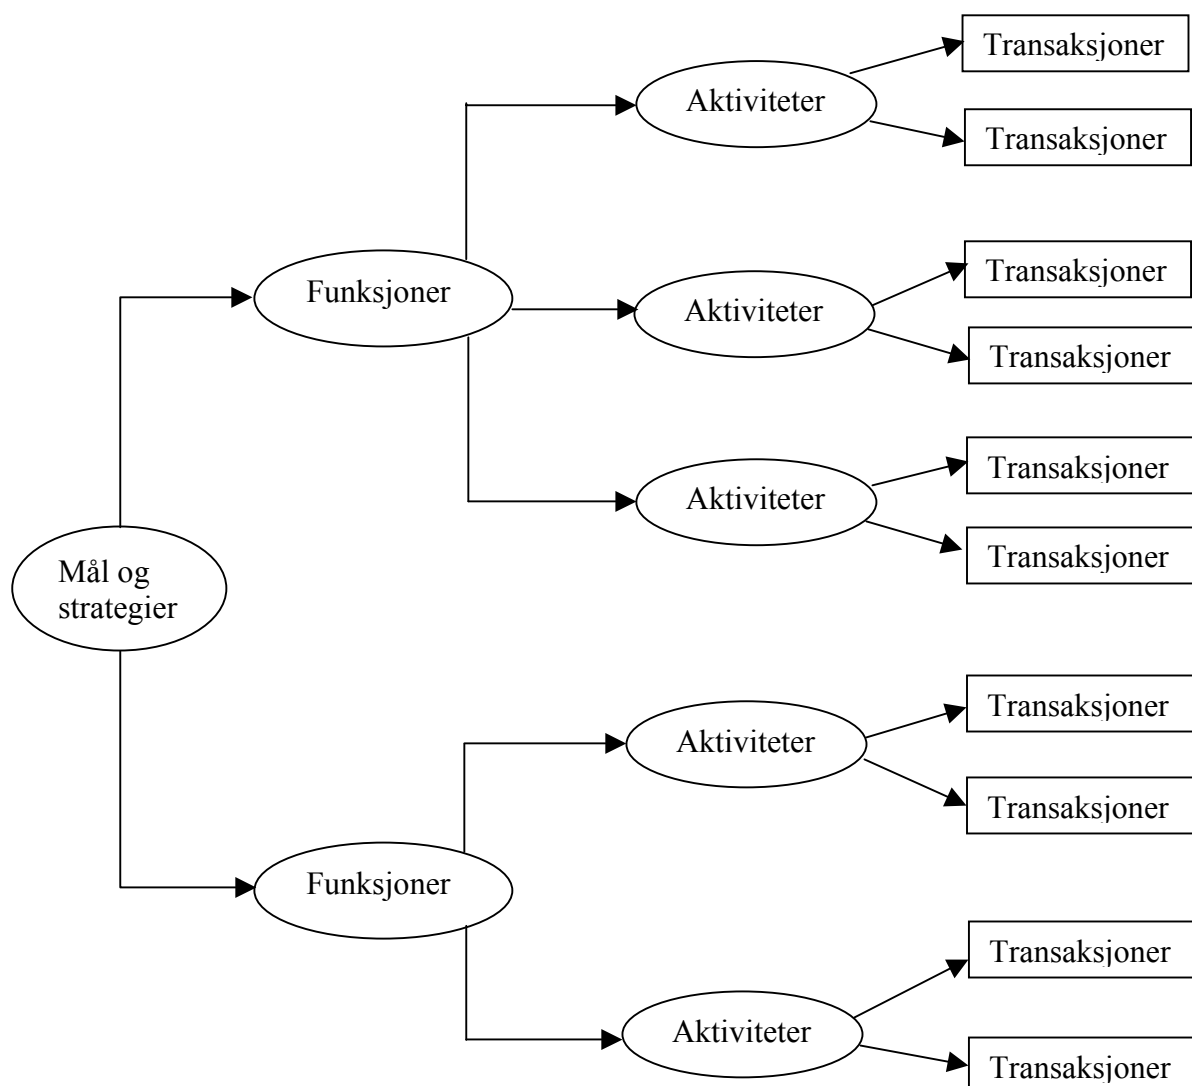 Transaksjoner
Aktiviteter
Transaksjoner
Transaksjoner
Funksjoner
Aktiviteter
Transaksjoner
Transaksjoner
Aktiviteter
Transaksjoner
Mål og
strategier
Transaksjoner
Aktiviteter
Transaksjoner
Funksjoner
Transaksjoner
Aktiviteter
Transaksjoner